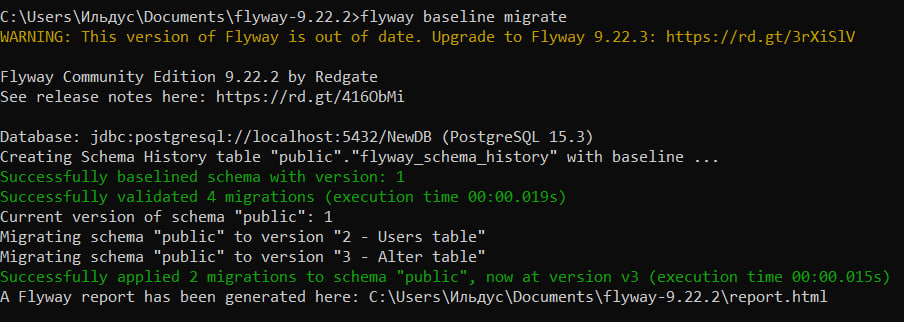 C:\Users\Ильдус\Documents\flyway-9.22.2>flyway baseline migrate
WARNING: This version of Flyway is out of date. Upgrade to Flyway 9.22.3: https://rd.gt/3rXiSlV
Flyway Community Edition 9.22.2 by Redgate
See release notes here: https://rd.gt/416ObMi
Database: jdbc:postgresql://localhost:5432/NewDB (PostgreSQL 15.3)
Creating Schema History table "public"."flyway_schema_history" with baseline ...
Successfully baselined schema with version: 1
Successfully validated 4 migrations (execution time 00:00.019s)
Current version of schema "public": 1
Migrating schema "public" to version "2 - Users table"
Migrating schema "public" to version "3 - Alter table"
Successfully applied 2 migrations to schema "public", now at version v3 (execution time 00:00.015s)
A Flyway report has been generated here: C:\Users\Ильдус\Documents\flyway-9.22.2\report.html